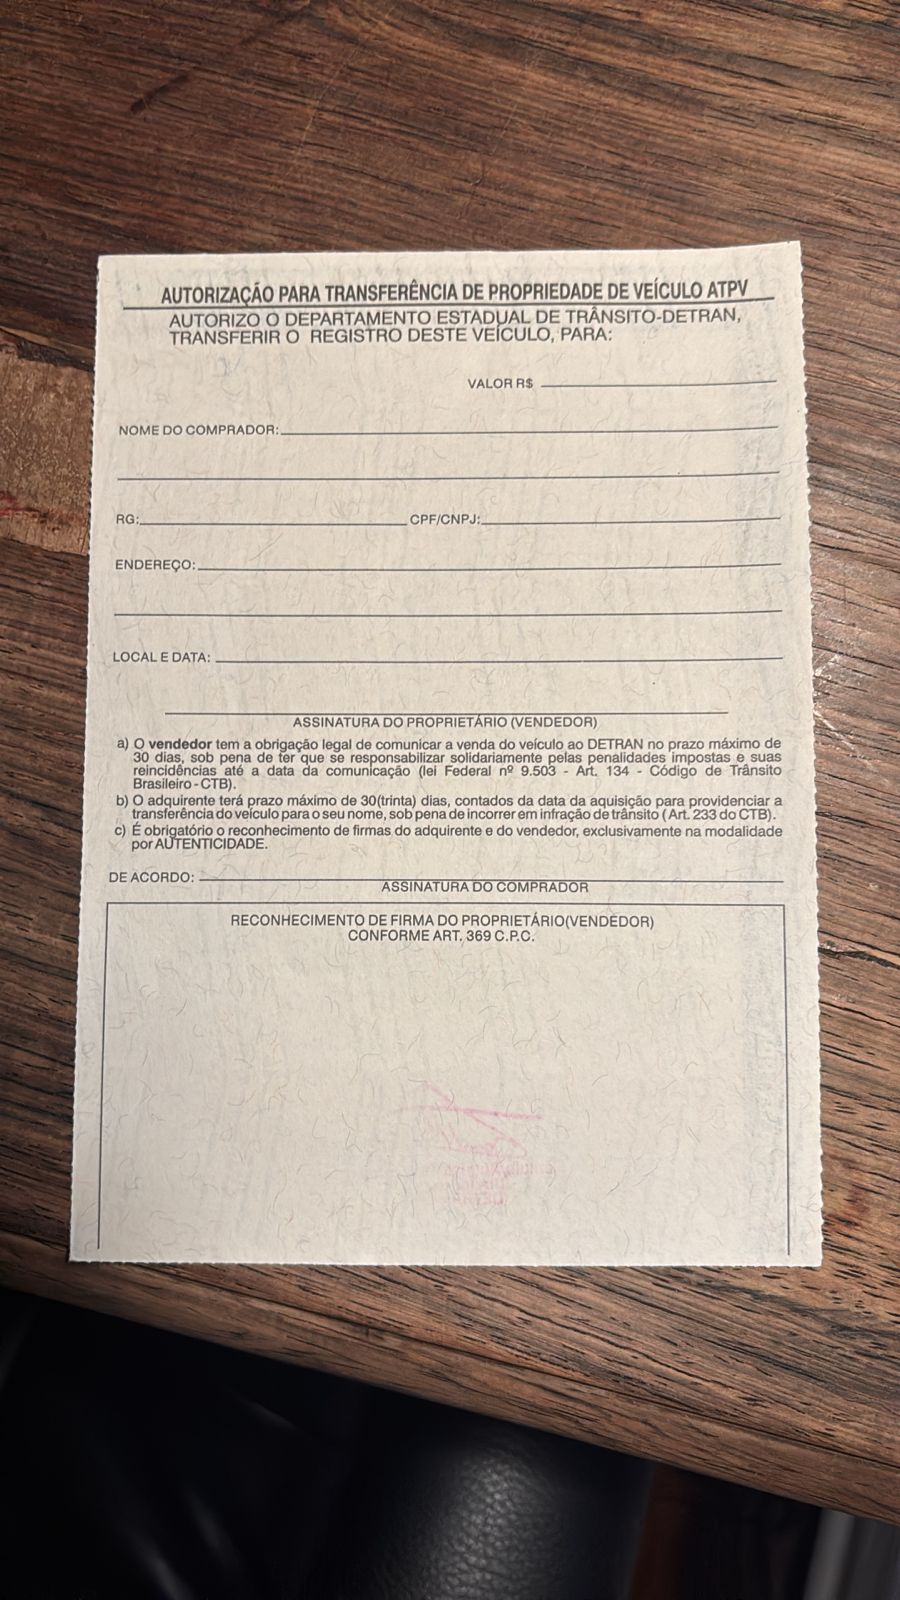 AUTORIZAÇÃO PARA TRANSFERÊNCIA DE PROPRIEDADE DE VEÍCULO ATPV
AUTORIZO O DEPARTAMENTO ESTADUAL DE TRÂNSITO-DETRAN,
TRANSFERIR O REGISTRO DESTE VEÍCULO, PARA:
VALOR R$
NOME DO COMPRADOR:
RG: CPF/CNPJ:
ENDEREÇO:
LOCAL E DATA:
ASSINATURA DO PROPRIETÁRIO (VENDEDOR)
a) O vendedor tem a obrigação legal de comunicar a venda do veículo ao DETRAN no prazo máximo de
30 dias, sob pena de ter que se responsabilizar solidariamente pelas penalidades impostas e suas
reincidências até a data da comunicação (lei Federal nº 9.503 - Art. 134 - Código de Trânsito
Brasileiro - CTB).
b) O adquirente terá prazo máximo de 30(trinta) dias, contados da data da aquisição para providenciar a
transferência do veículo para o seu nome, sob pena de incorrer em infração de trânsito ( Art. 233 do CTB).
c) É obrigatório o reconhecimento de firmas do adquirente e do vendedor, exclusivamente na modalidade
por AUTENTICIDADE.
DE ACORDO:
ASSINATURA DO COMPRADOR
RECONHECIMENTO DE FIRMA DO PROPRIETÁRIO(VENDEDOR)
CONFORME ART. 369 C.P.C.